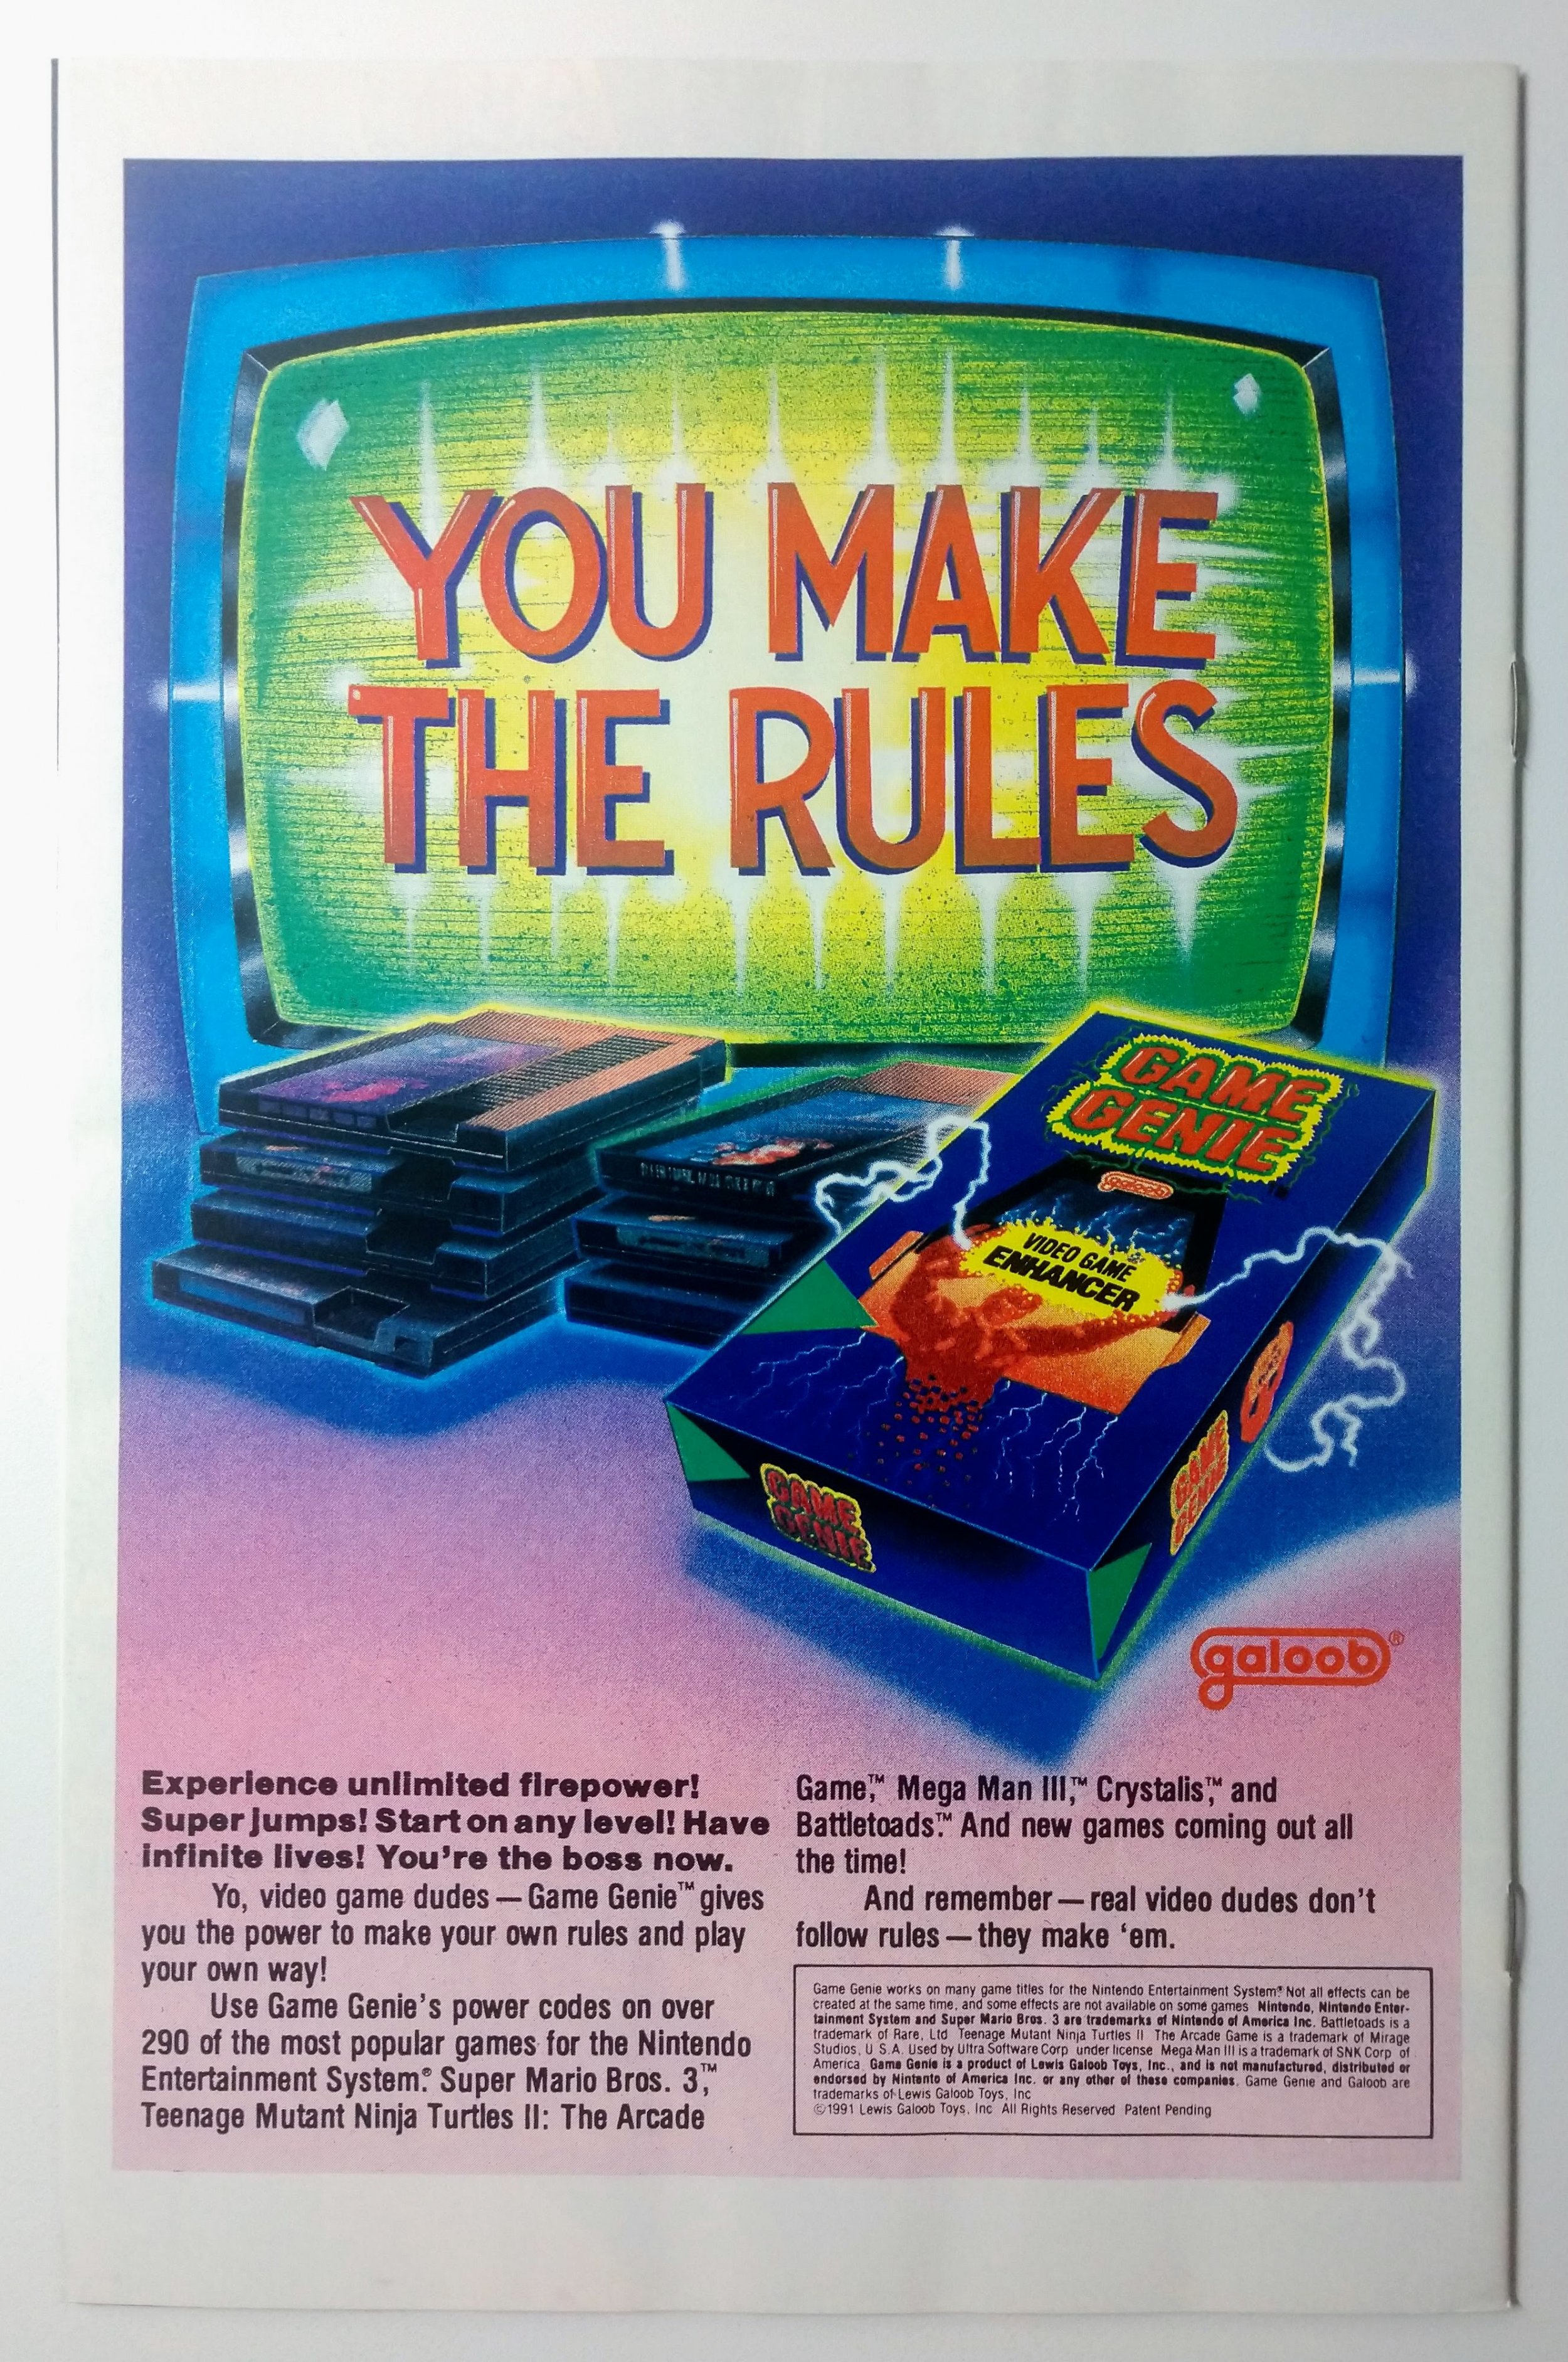 YOU MAKE
THE RULES
GAME
GENIE
galoob
VIDEO GAME
ENHANCER
GAME
GENIE
GAME
GENIE
galoob®
Experience unlimited firepower!
Super Jumps! Start on any level! Have
infinite lives! You're the boss now.
Yo, video game dudes — Game Genie™ gives
you the power to make your own rules and play
your own way!
Use Game Genie's power codes on over
290 of the most popular games for the Nintendo
Entertainment System®. Super Mario Bros. 3,™
Teenage Mutant Ninja Turtles II: The Arcade
Game,™ Mega Man III,™ Crystalis,™ and
Battletoads.™ And new games coming out all
the time!
And remember — real video dudes don't
follow rules — they make 'em.
Game Genie works on many game titles for the Nintendo Entertainment System®. Not all effects can be
created at the same time, and some effects are not available on some games. Nintendo, Nintendo Enter-
tainment System and Super Mario Bros. 3 are trademarks of Nintendo of America Inc. Battletoads is a
trademark of Rare, Ltd Teenage Mutant Ninja Turtles II The Arcade Game is a trademark of Mirage
Studios, U.S.A. Used by Ultra Software Corp under license Mega Man III is a trademark of SNK Corp of
America. Game Genie is a product of Lewis Galoob Toys, Inc., and is not manufactured, distributed or
endorsed by Nintento of America Inc. or any other of these companies. Game Genie and Galoob are
trademarks of Lewis Galoob Toys, Inc
©1991 Lewis Galoob Toys, Inc All Rights Reserved Patent Pending